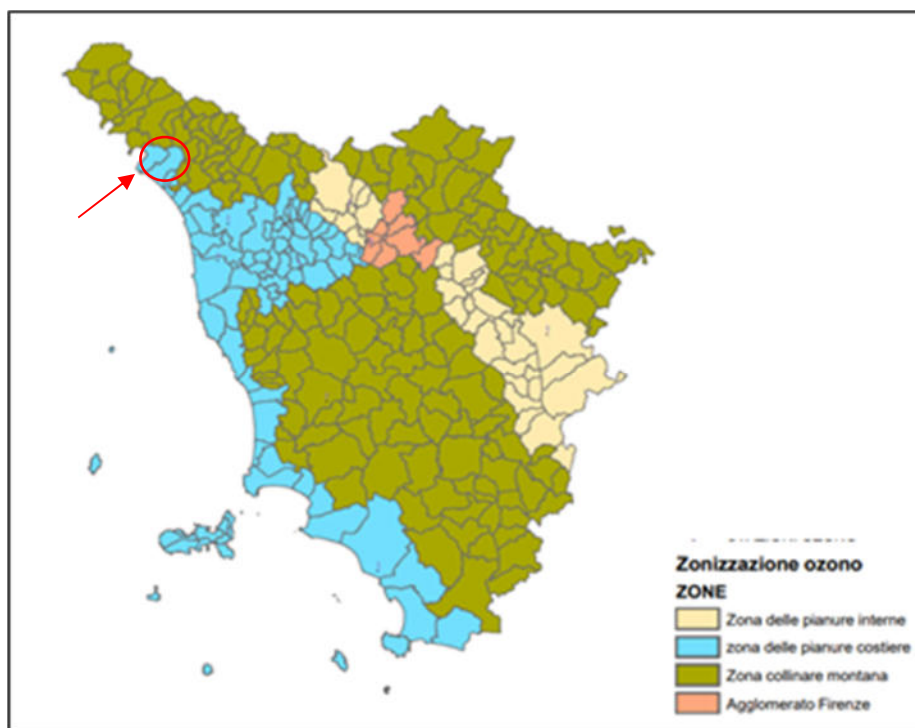 Zonizzazione ozono
ZONE
Zona delle pianure interne
zona delle pianure costiere
Zona collinare montana
Agglomerato Firenze